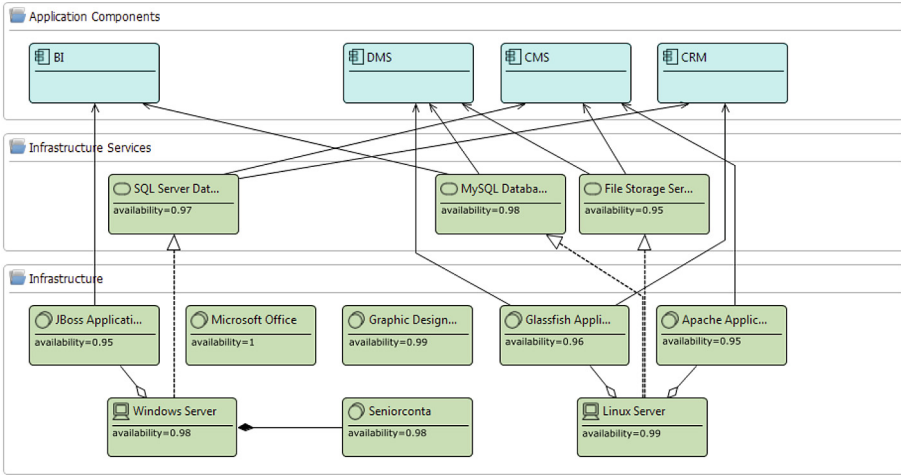 Application Components
BI
DMS
CMS
CRM
Infrastructure Services
SQL Server Dat...
availability=0.97
MySQL Databa...
availability=0.98
File Storage Ser...
availability=0.95
Infrastructure
JBoss Applicati...
availability=0.95
Microsoft Office
availability=1
Graphic Design...
availability=0.99
Glassfish Appli...
availability=0.96
Apache Applic...
availability=0.95
Windows Server
availability=0.98
Seniorconta
availability=0.98
Linux Server
availability=0.99